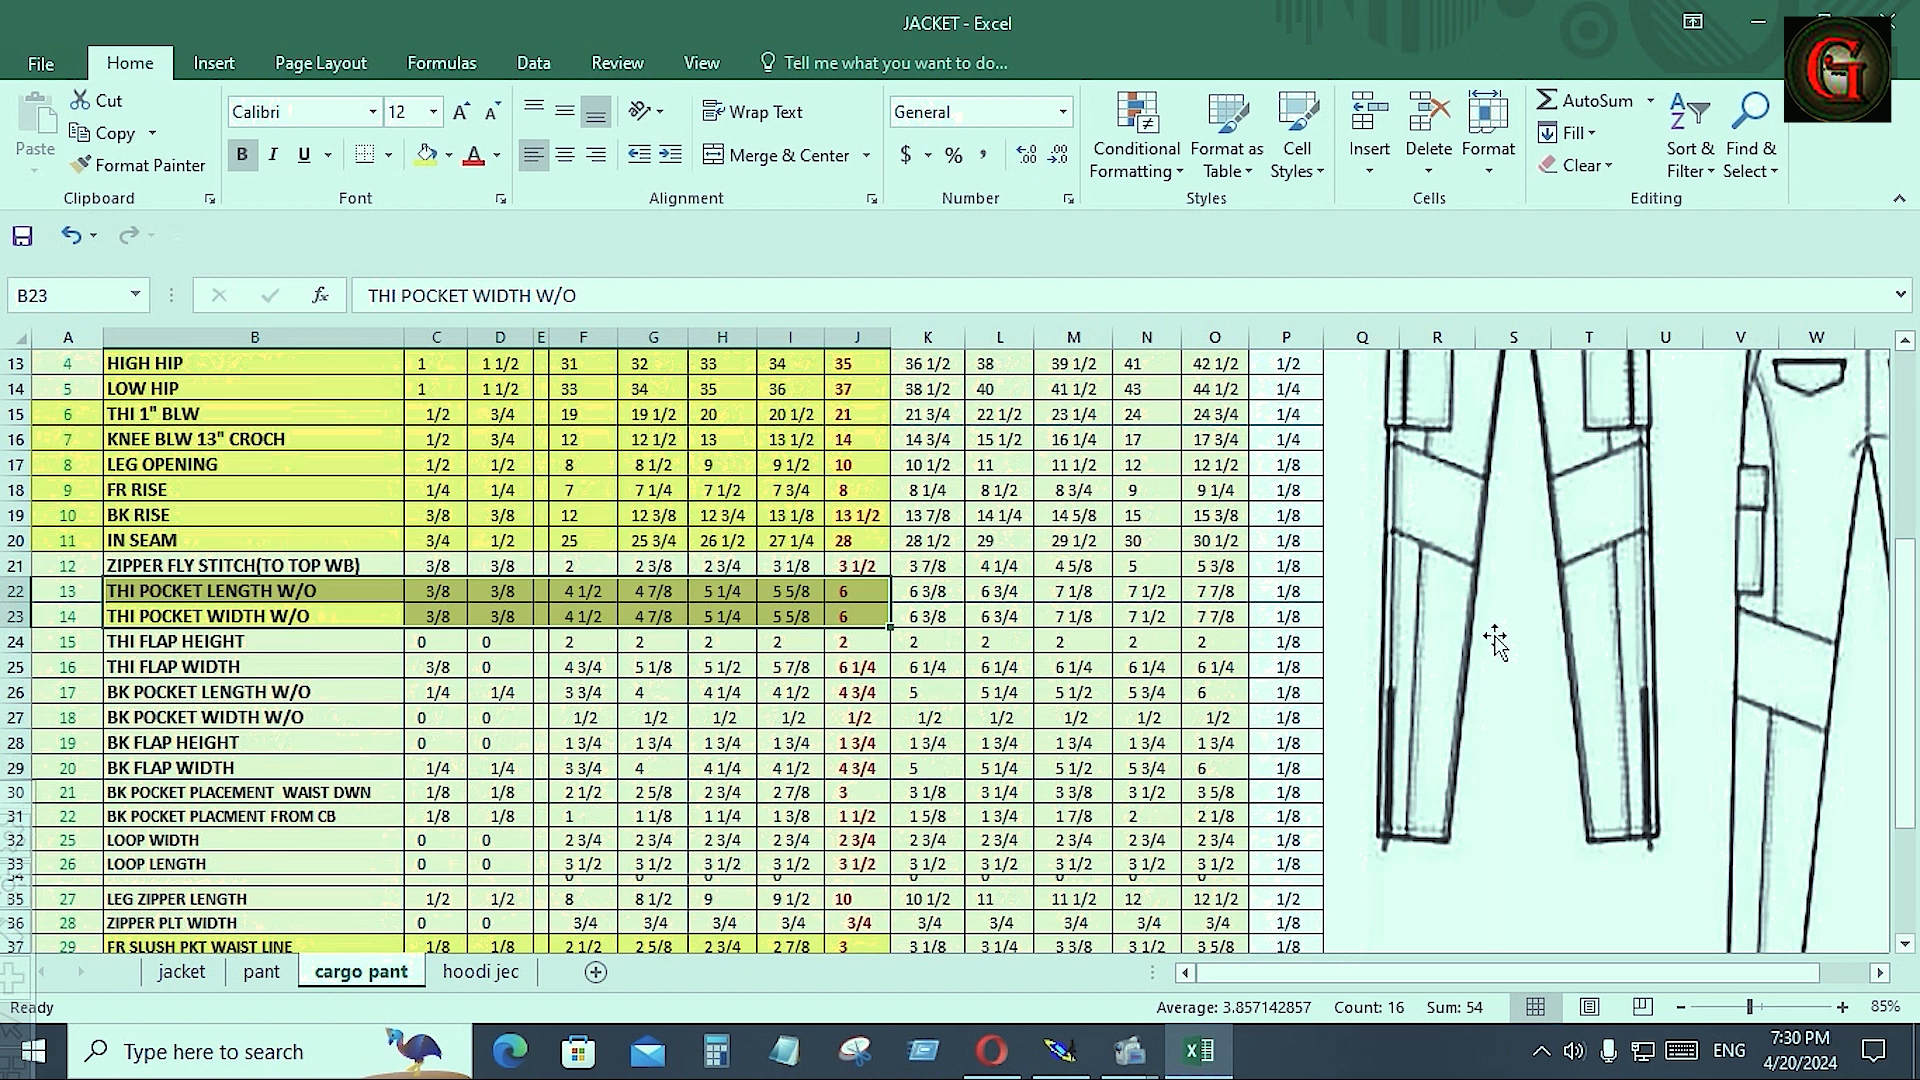 JACKET - Excel
File Home Insert Page Layout Formulas Data Review View Tell me what you want to do...
G
Paste
Cut
Copy
Format Painter
Clipboard
Calibri 12 A A
B I U A
Font
Wrap Text
Merge & Center
Alignment
General
$ % , .00 .00
Number
Conditional Formatting
Format as Table
Cell Styles
Styles
Insert Delete Format
Cells
AutoSum
Fill
Clear
Sort & Filter
Find & Select
Editing
B23 fx THI POCKET WIDTH W/O
A B C D E F G H I J K L M N O P Q R S T U V W
13 4 HIGH HIP 1 1 1/2 31 32 33 34 35 36 1/2 38 39 1/2 41 42 1/2 1/2
14 5 LOW HIP 1 1 1/2 33 34 35 36 37 38 1/2 40 41 1/2 43 44 1/2 1/4
15 6 THI 1" BLW 1/2 3/4 19 19 1/2 20 20 1/2 21 21 3/4 22 1/2 23 1/4 24 24 3/4 1/4
16 7 KNEE BLW 13" CROCH 1/2 3/4 12 12 1/2 13 13 1/2 14 14 3/4 15 1/2 16 1/4 17 17 3/4 1/4
17 8 LEG OPENING 1/2 1/2 8 8 1/2 9 9 1/2 10 10 1/2 11 11 1/2 12 12 1/2 1/8
18 9 FR RISE 1/4 1/4 7 7 1/4 7 1/2 7 3/4 8 8 1/4 8 1/2 8 3/4 9 9 1/4 1/8
19 10 BK RISE 3/8 3/8 12 12 3/8 12 3/4 13 1/8 13 1/2 13 7/8 14 1/4 14 5/8 15 15 3/8 1/8
20 11 IN SEAM 3/4 1/2 25 25 3/4 26 1/2 27 1/4 28 28 1/2 29 29 1/2 30 30 1/2 1/8
21 12 ZIPPER FLY STITCH(TO TOP WB) 3/8 3/8 2 2 3/8 2 3/4 3 1/8 3 1/2 3 7/8 4 1/4 4 5/8 5 5 3/8 1/8
22 13 THI POCKET LENGTH W/O 3/8 3/8 4 1/2 4 7/8 5 1/4 5 5/8 6 6 3/8 6 3/4 7 1/8 7 1/2 7 7/8 1/8
23 14 THI POCKET WIDTH W/O 3/8 3/8 4 1/2 4 7/8 5 1/4 5 5/8 6 6 3/8 6 3/4 7 1/8 7 1/2 7 7/8 1/8
24 15 THI FLAP HEIGHT 0 0 2 2 2 2 2 2 2 2 2 2 1/8
25 16 THI FLAP WIDTH 3/8 0 4 3/4 5 1/8 5 1/2 5 7/8 6 1/4 6 1/4 6 1/4 6 1/4 6 1/4 6 1/4 1/8
26 17 BK POCKET LENGTH W/O 1/4 1/4 3 3/4 4 4 1/4 4 1/2 4 3/4 5 5 1/4 5 1/2 5 3/4 6 1/8
27 18 BK POCKET WIDTH W/O 0 0 1/2 1/2 1/2 1/2 1/2 1/2 1/2 1/2 1/2 1/2 1/8
28 19 BK FLAP HEIGHT 0 0 1 3/4 1 3/4 1 3/4 1 3/4 1 3/4 1 3/4 1 3/4 1 3/4 1 3/4 1 3/4 1/8
29 20 BK FLAP WIDTH 1/4 1/4 3 3/4 4 4 1/4 4 1/2 4 3/4 5 5 1/4 5 1/2 5 3/4 6 1/8
30 21 BK POCKET PLACEMENT WAIST DWN 1/8 1/8 2 1/2 2 5/8 2 3/4 2 7/8 3 3 1/8 3 1/4 3 3/8 3 1/2 3 5/8 1/8
31 22 BK POCKET PLACMENT FROM CB 1/8 1/8 1 1 1/8 1 1/4 1 3/8 1 1/2 1 5/8 1 3/4 1 7/8 2 2 1/8 1/8
32 25 LOOP WIDTH 0 0 2 3/4 2 3/4 2 3/4 2 3/4 2 3/4 2 3/4 2 3/4 2 3/4 2 3/4 2 3/4 1/8
33 26 LOOP LENGTH 0 0 3 1/2 3 1/2 3 1/2 3 1/2 3 1/2 3 1/2 3 1/2 3 1/2 3 1/2 3 1/2 1/8
35 27 LEG ZIPPER LENGTH 1/2 1/2 8 8 1/2 9 9 1/2 10 10 1/2 11 11 1/2 12 12 1/2 1/2
36 28 ZIPPER PLT WIDTH 0 0 3/4 3/4 3/4 3/4 3/4 3/4 3/4 3/4 3/4 3/4 1/8
37 29 FR SLUSH PKT WAIST LINE 1/8 1/8 2 1/2 2 5/8 2 3/4 2 7/8 3 3 1/8 3 1/4 3 3/8 3 1/2 3 5/8 1/8
jacket pant cargo pant hoodi jec
Ready Average: 3.857142857 Count: 16 Sum: 54 85%
Type here to search ENG 7:30 PM
4/20/2024